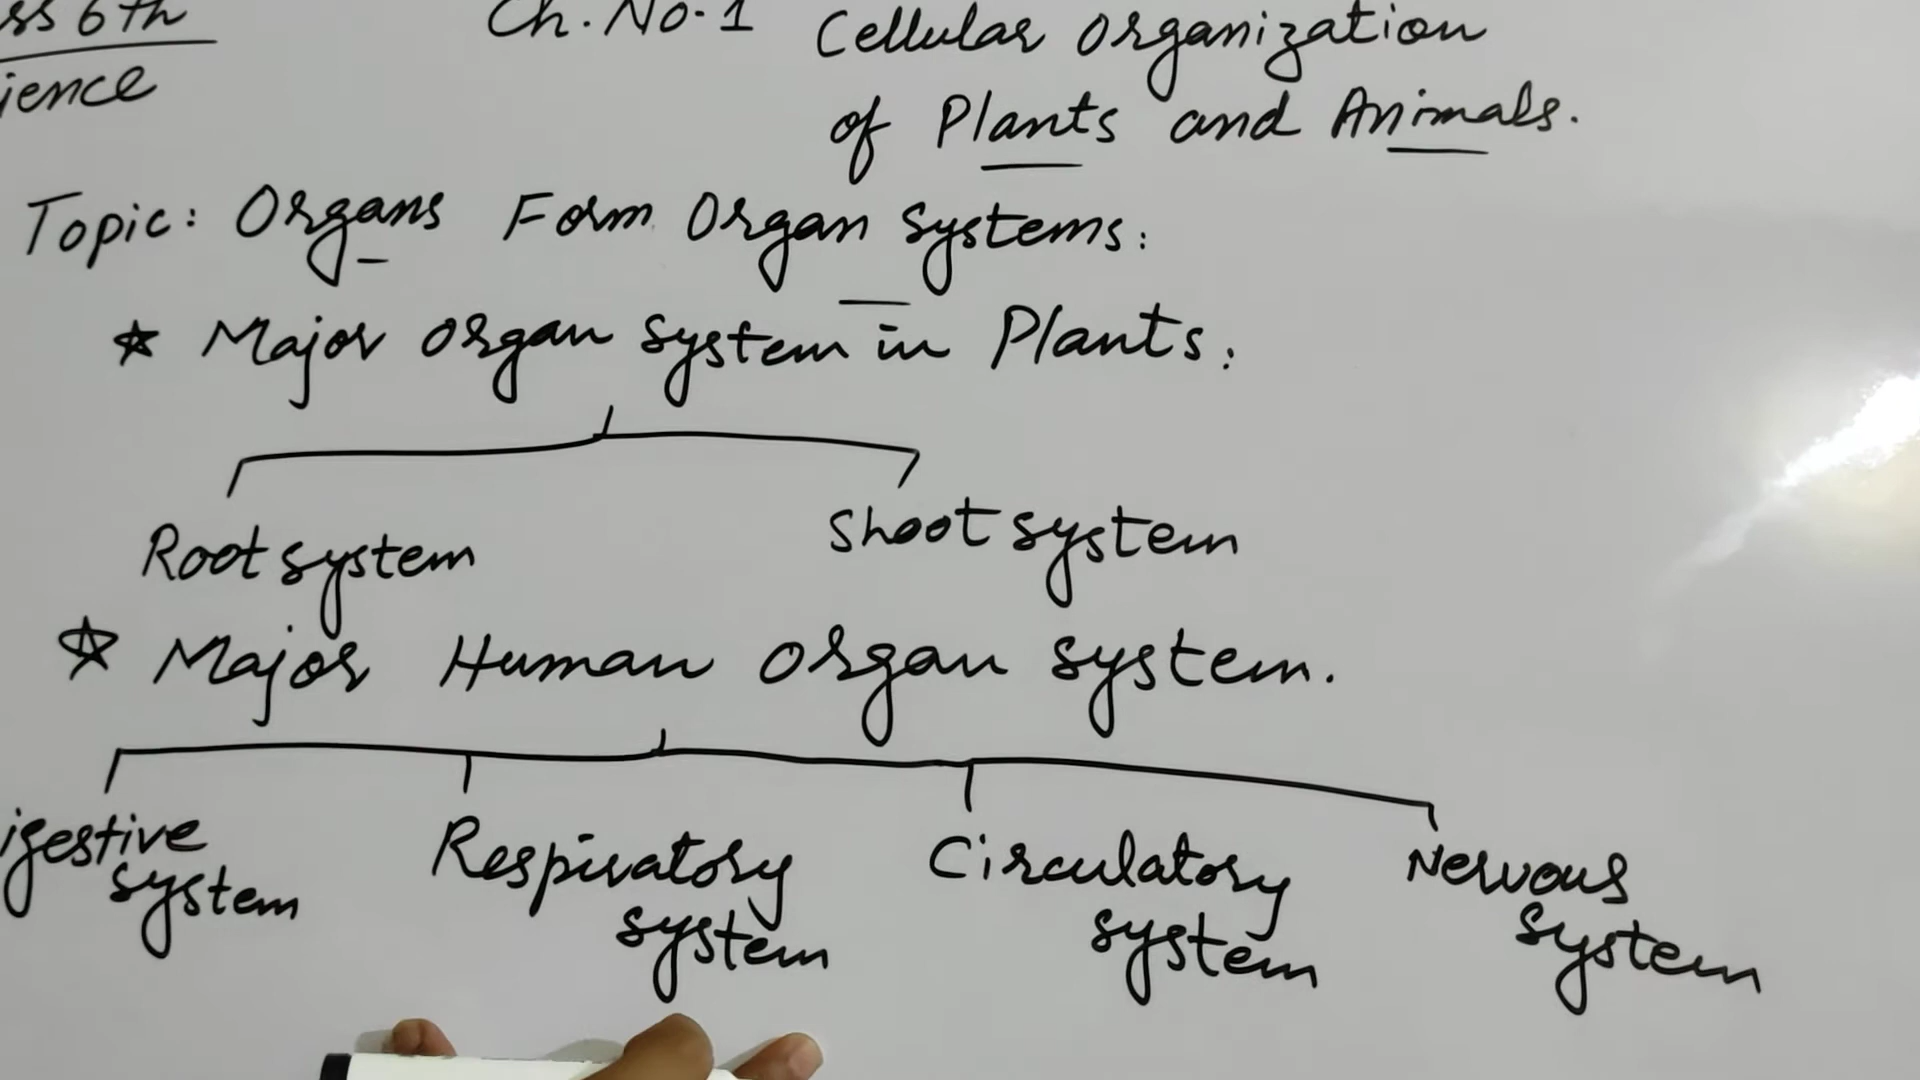 ss 6th
ience
Ch. No. 1 Cellular Organization
of Plants and Animals.
Topic: Organs Form Organ Systems:
☆ Major organ system in Plants:
Root system
Shoot system
☆ Major Human organ system.
igestive
system
Respiratory
system
Circulatory
system
Nervous
System